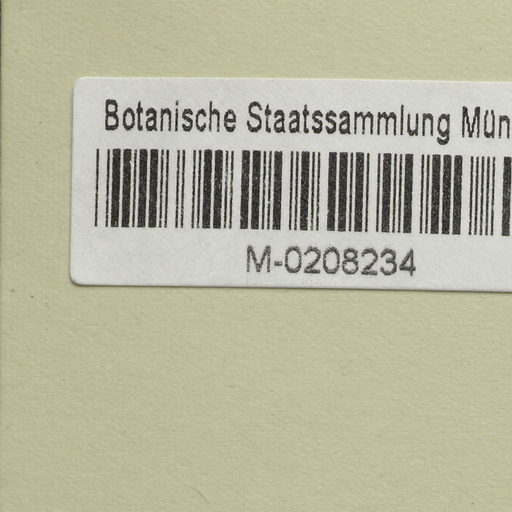 Botanische Staatssammlung Mün
M-0208234